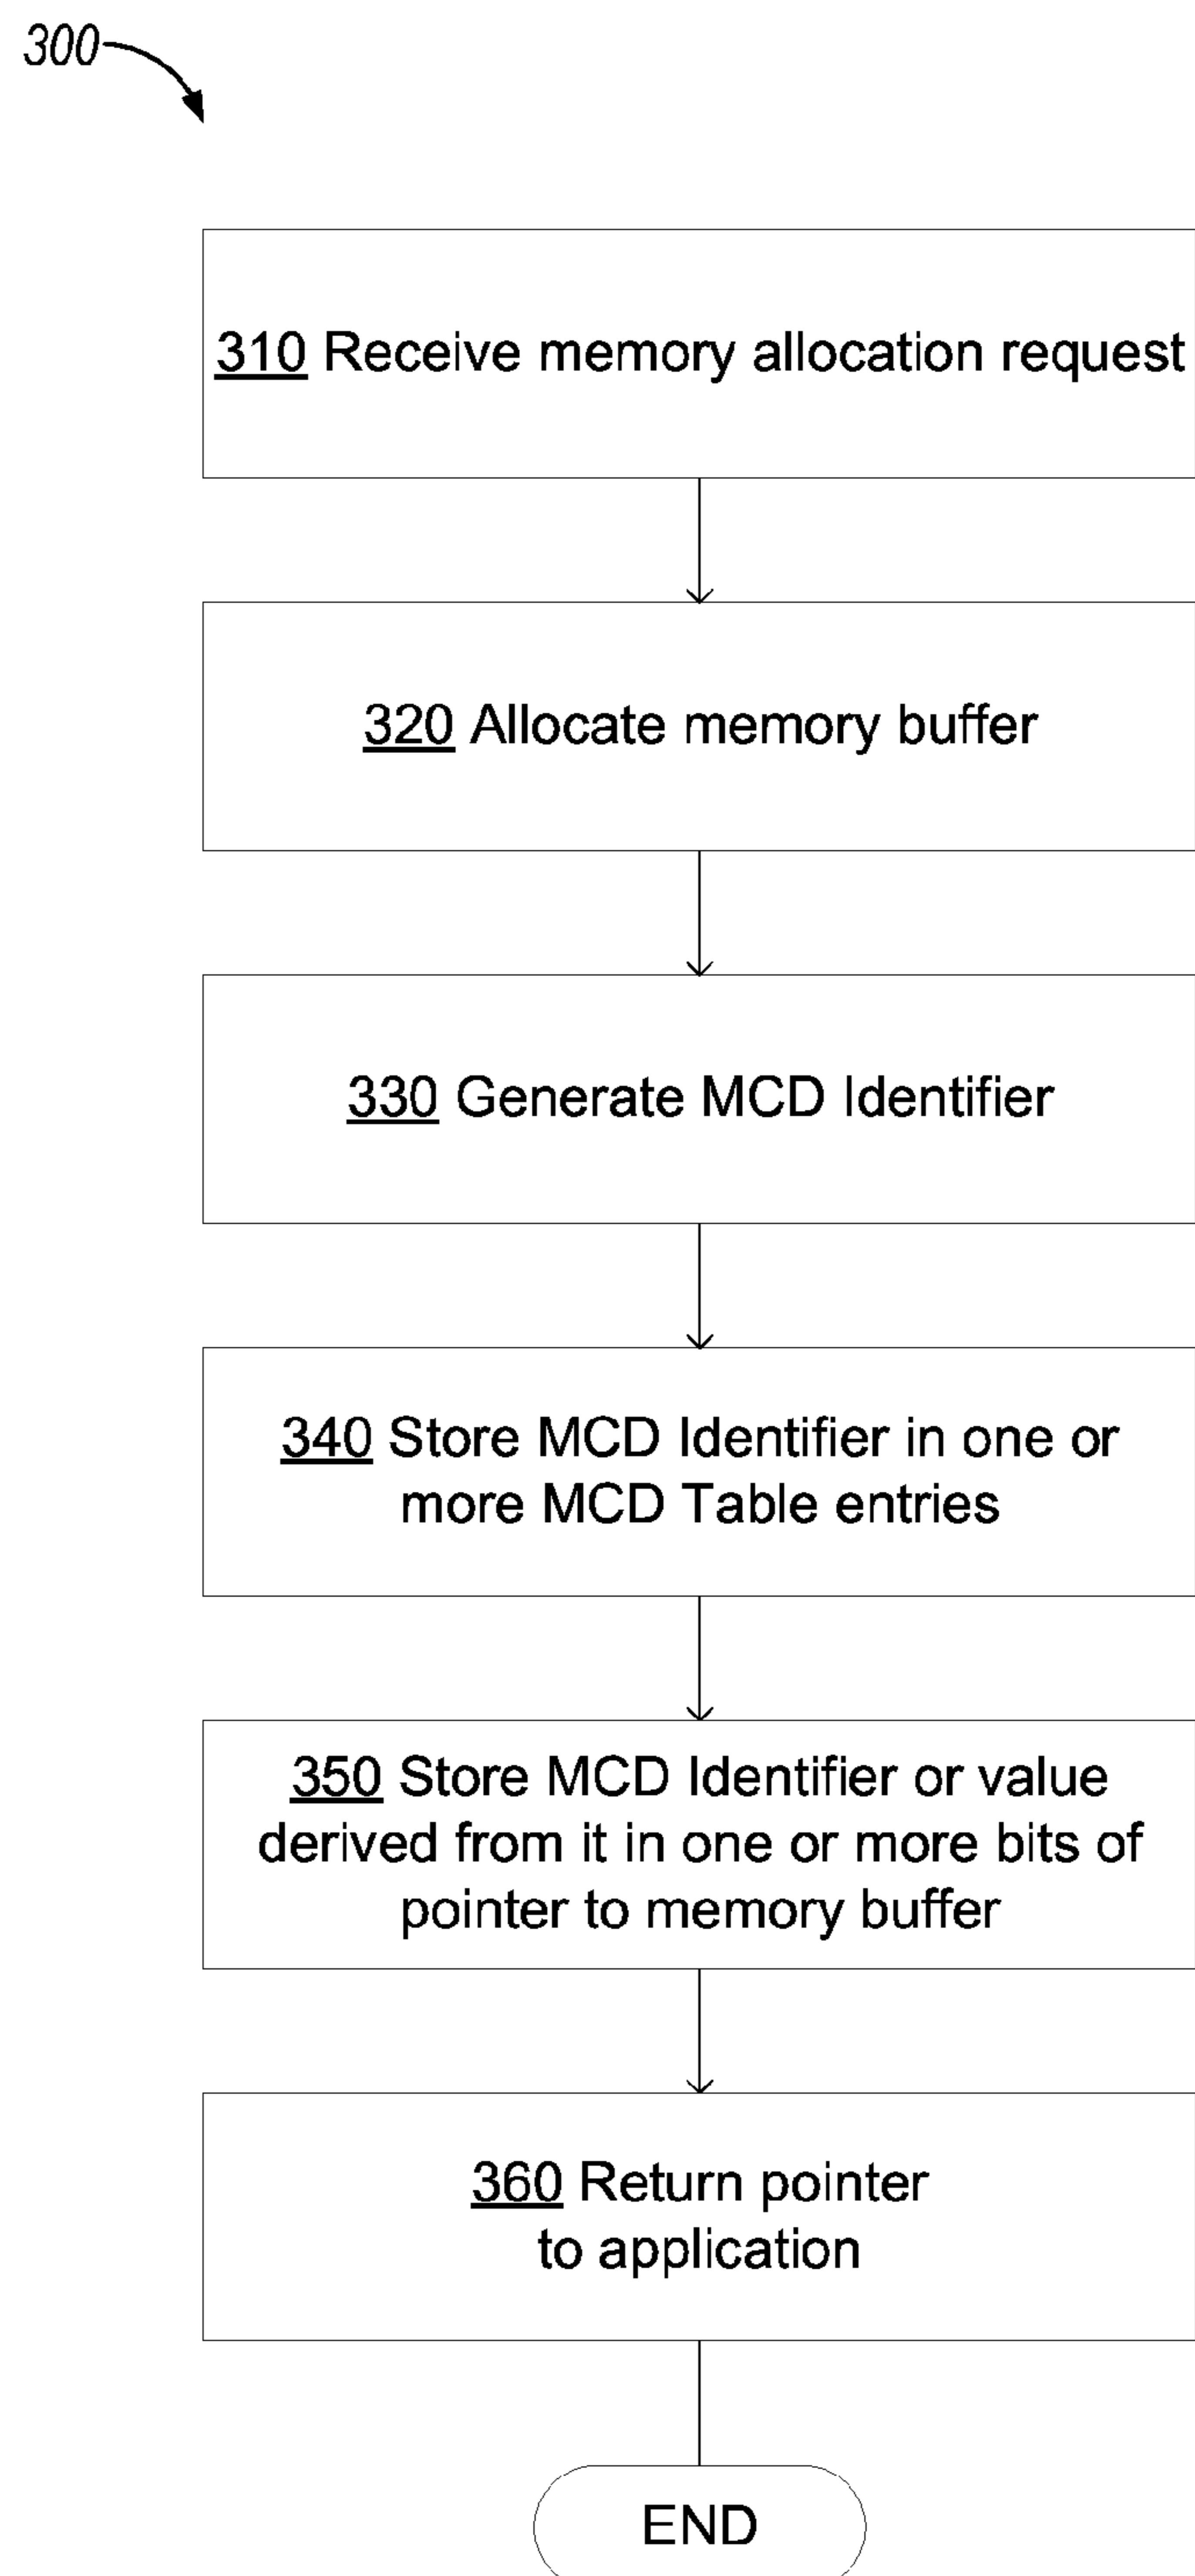 300
310 Receive memory allocation request
320 Allocate memory buffer
330 Generate MCD Identifier
340 Store MCD Identifier in one or
more MCD Table entries
350 Store MCD Identifier or value
derived from it in one or more bits of
pointer to memory buffer
360 Return pointer
to application
END